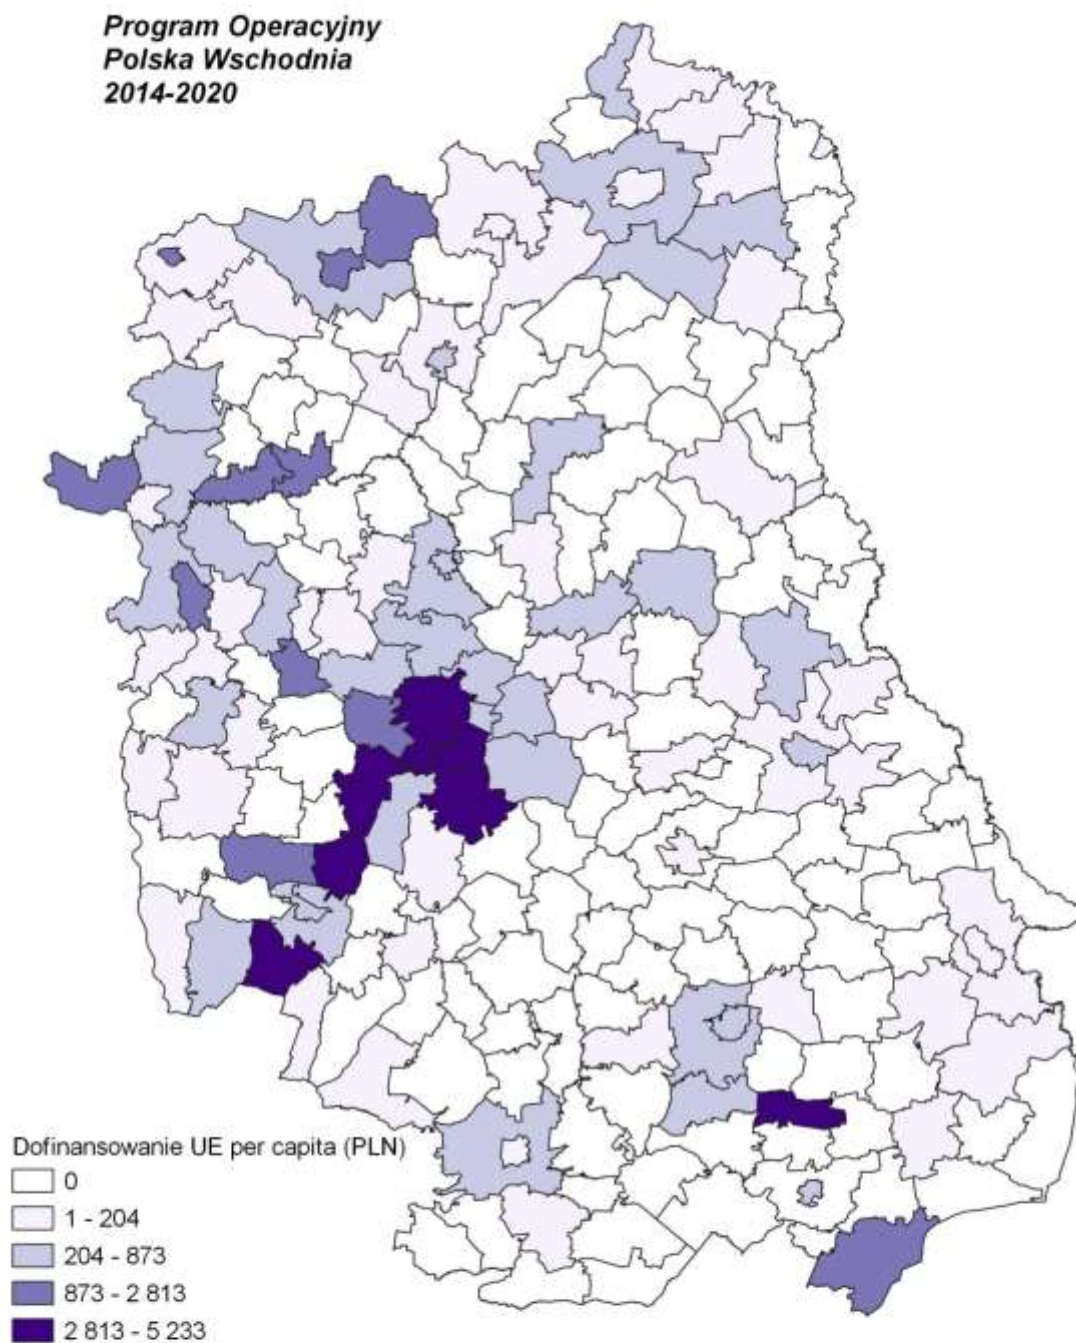 Program Operacyjny
Polska Wschodnia
2014-2020
Dofinansowanie UE per capita (PLN)
0
1 - 204
204 - 873
873 - 2 813
2 813 - 5 233